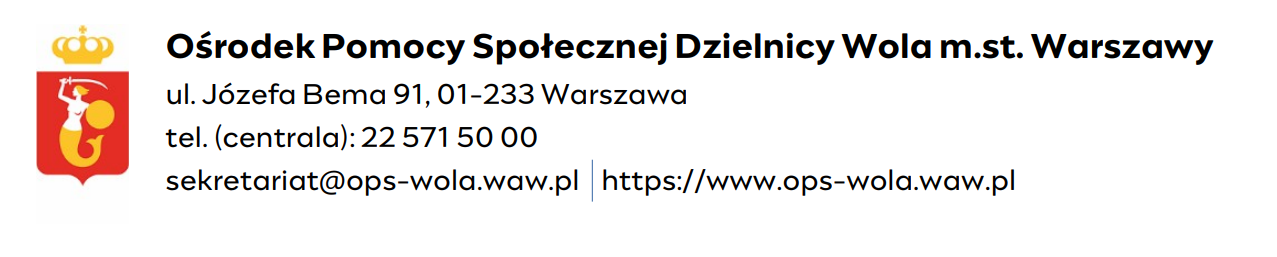 Ośrodek Pomocy Społecznej Dzielnicy Wola m.st. Warszawy
ul. Józefa Bema 91, 01-233 Warszawa
tel. (centrala): 22 571 50 00
sekretariat@ops-wola.waw.pl | https://www.ops-wola.waw.pl